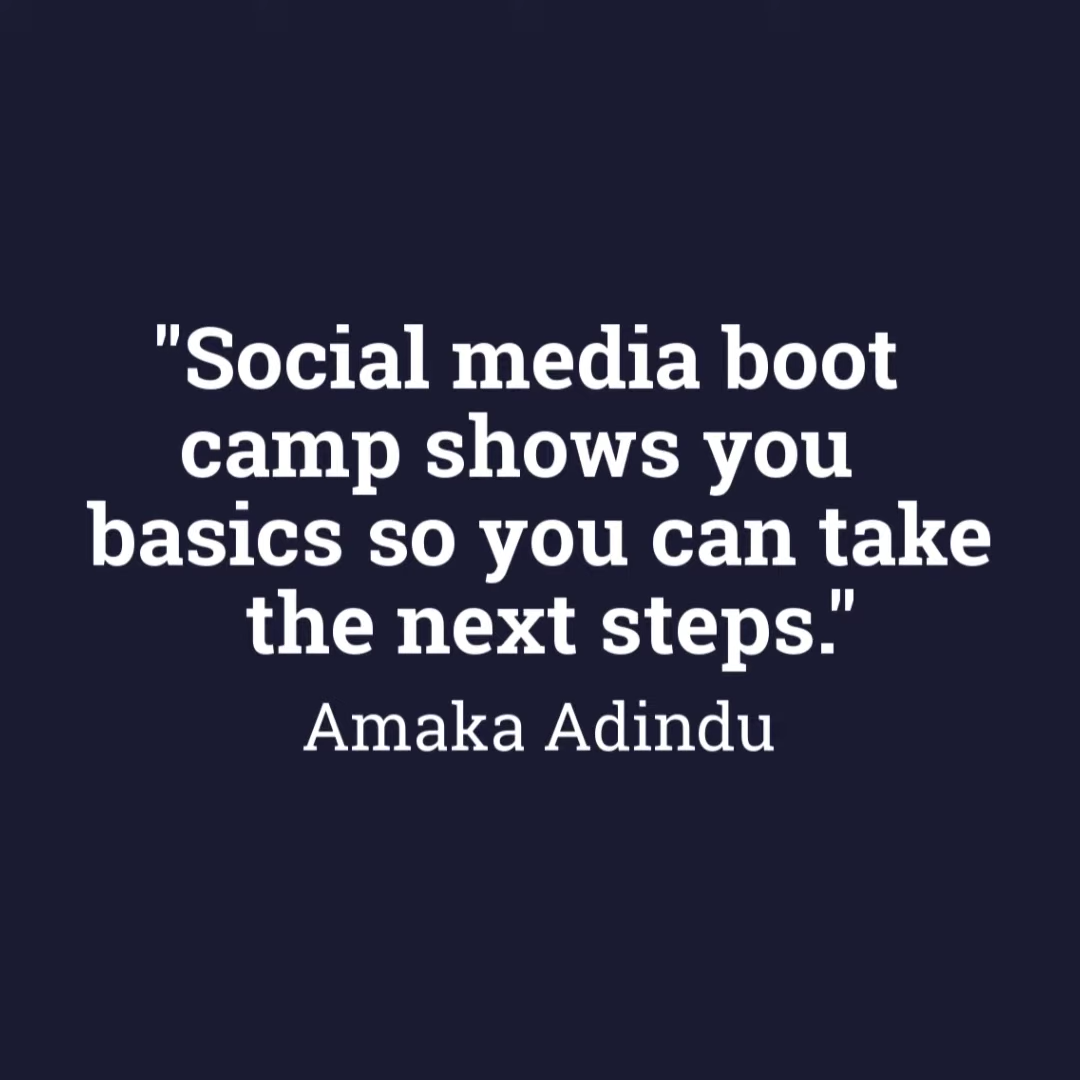 "Social media boot
camp shows you
basics so you can take
the next steps."
Amaka Adindu